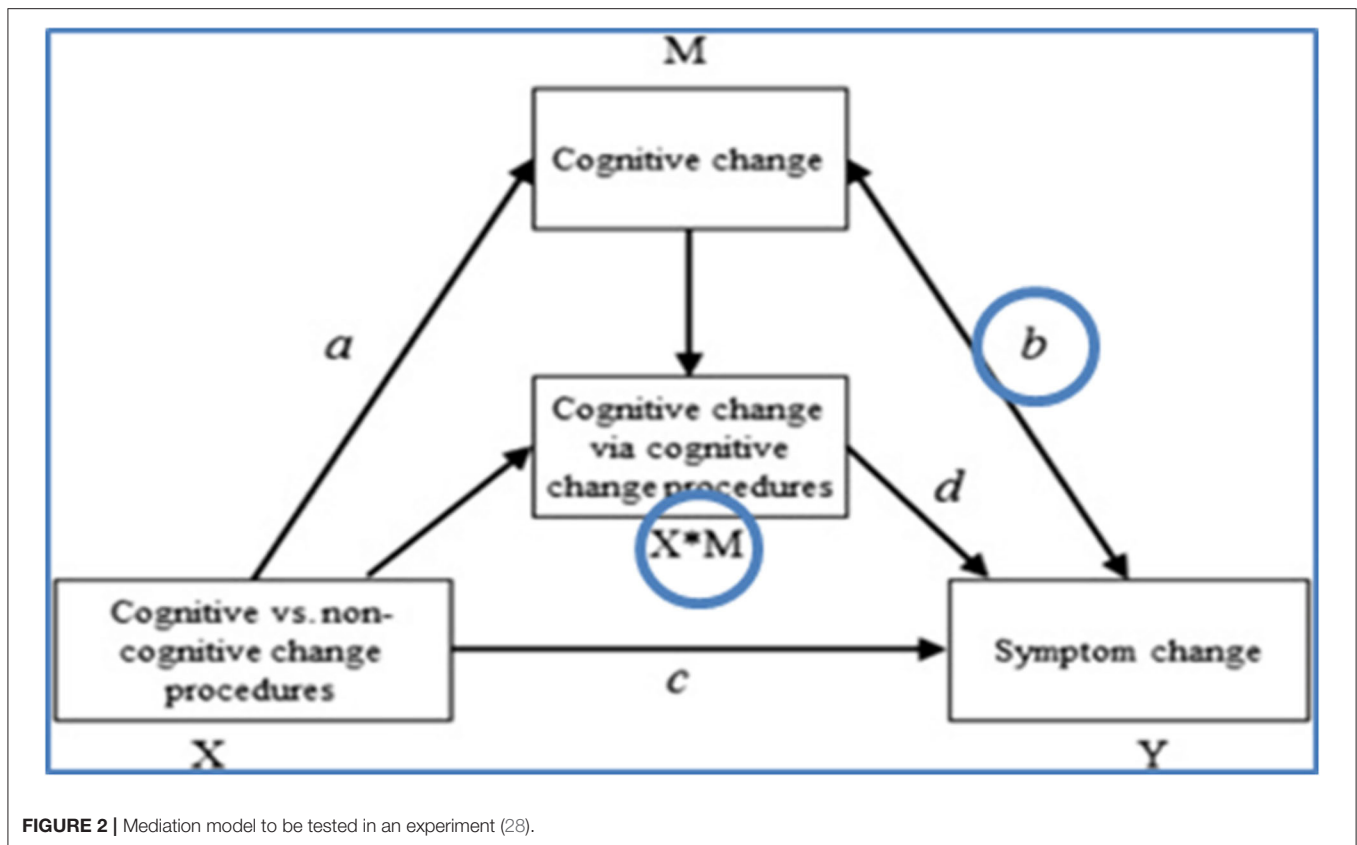 M
Cognitive change
a
b
Cognitive change
via cognitive
change procedures
d
X*M
Cognitive vs. non-
cognitive change
procedures
c
Symptom change
X
Y
FIGURE 2 | Mediation model to be tested in an experiment (28).